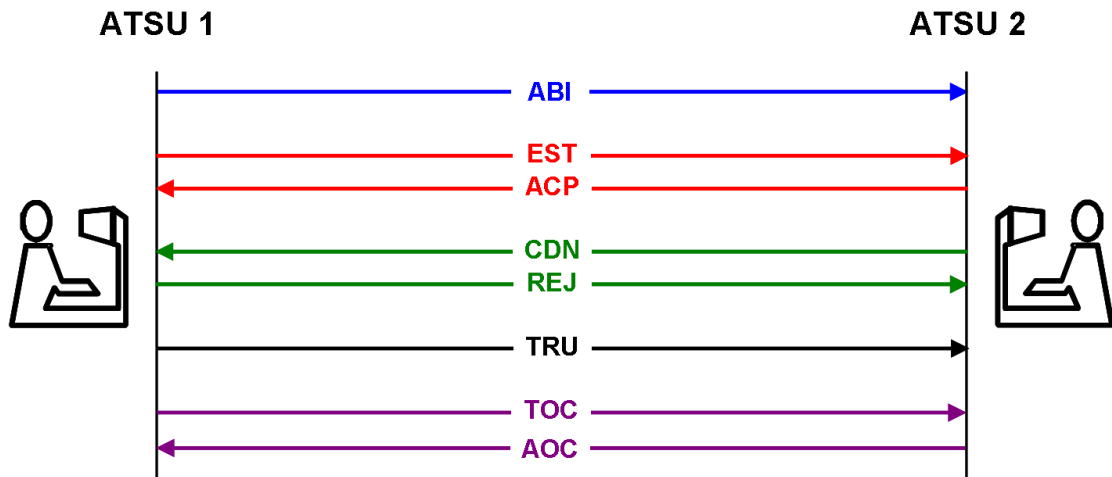 ATSU 1 ATSU 2
ABI
EST
ACP
CDN
REJ
TRU
TOC
AOC